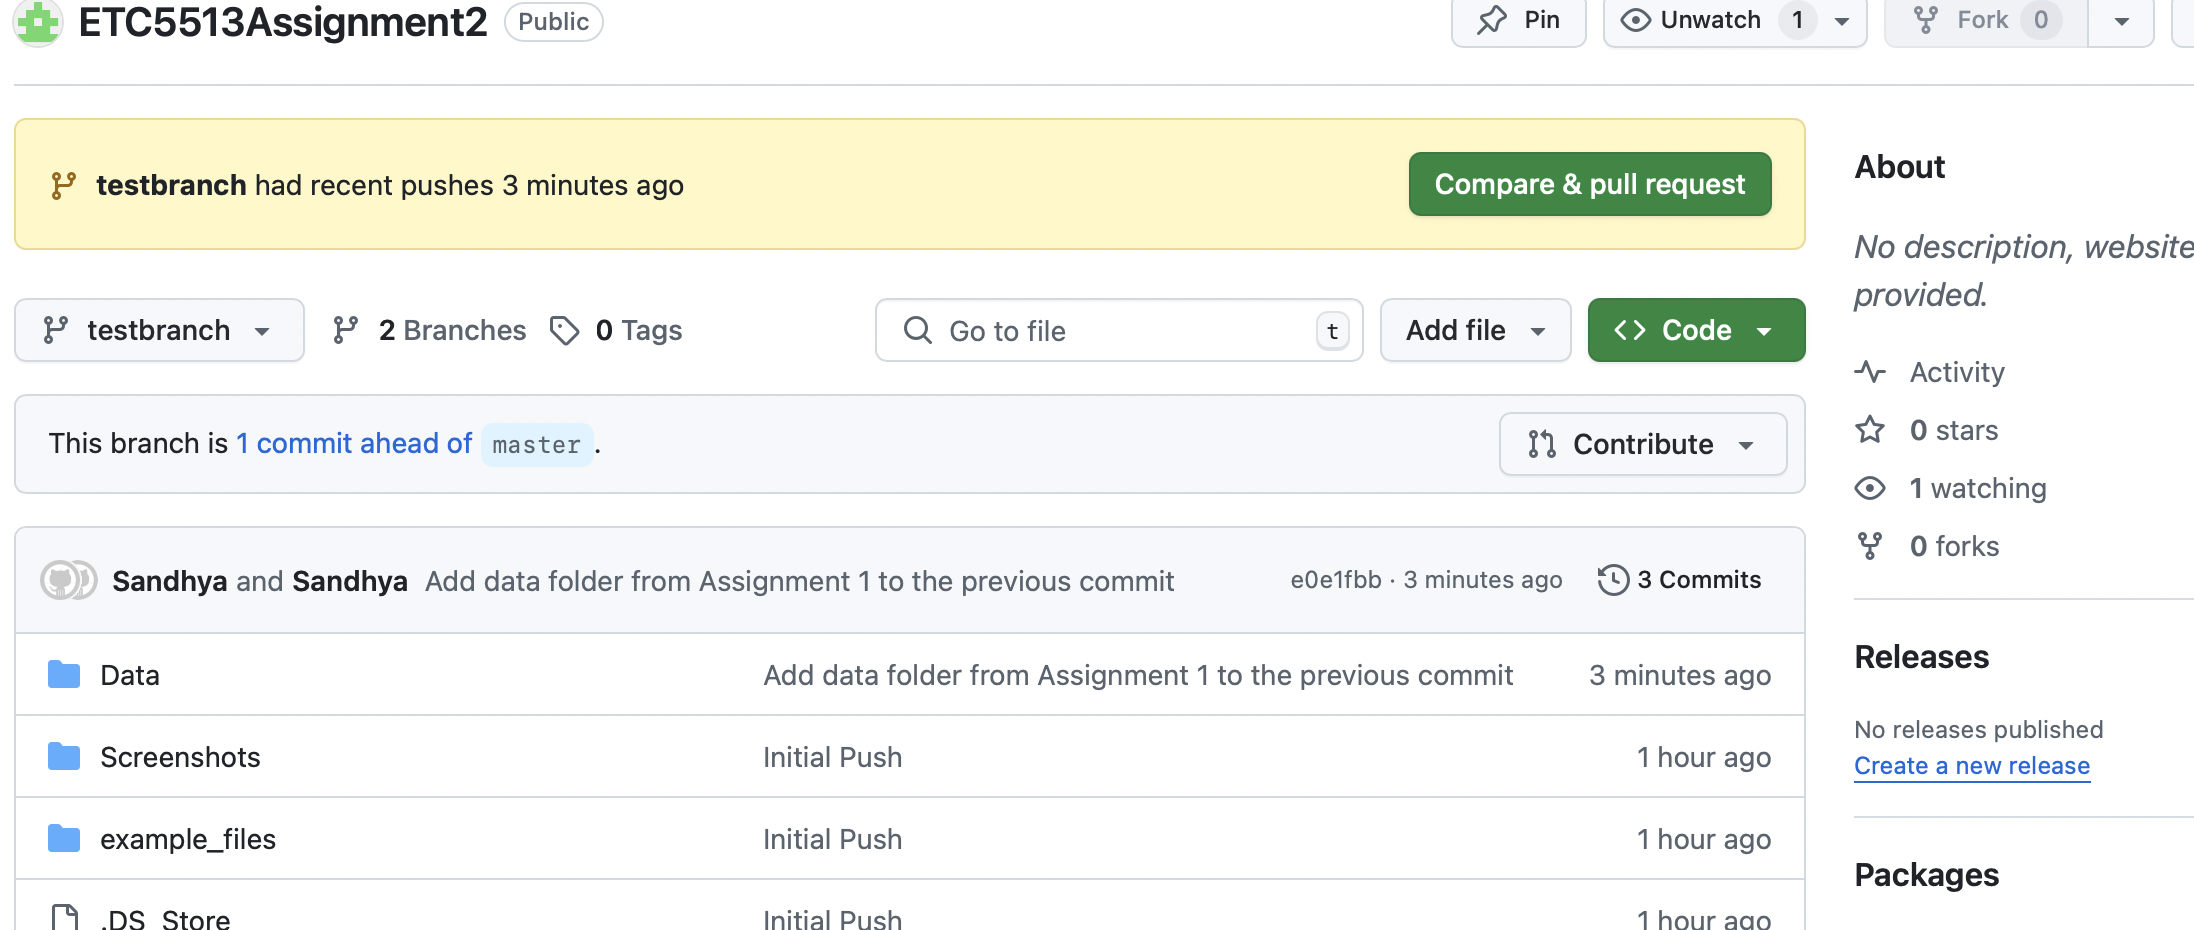 ETC5513Assignment2 Public Pin Unwatch 1 Fork 0
testbranch had recent pushes 3 minutes ago Compare & pull request
testbranch 2 Branches 0 Tags Go to file t Add file Code
This branch is 1 commit ahead of master. Contribute
Sandhya and Sandhya Add data folder from Assignment 1 to the previous commit e0e1fbb · 3 minutes ago 3 Commits
Data Add data folder from Assignment 1 to the previous commit 3 minutes ago
Screenshots Initial Push 1 hour ago
example_files Initial Push 1 hour ago
.DS_Store Initial Push 1 hour ago
About
No description, website
provided.
Activity
0 stars
1 watching
0 forks
Releases
No releases published
Create a new release
Packages